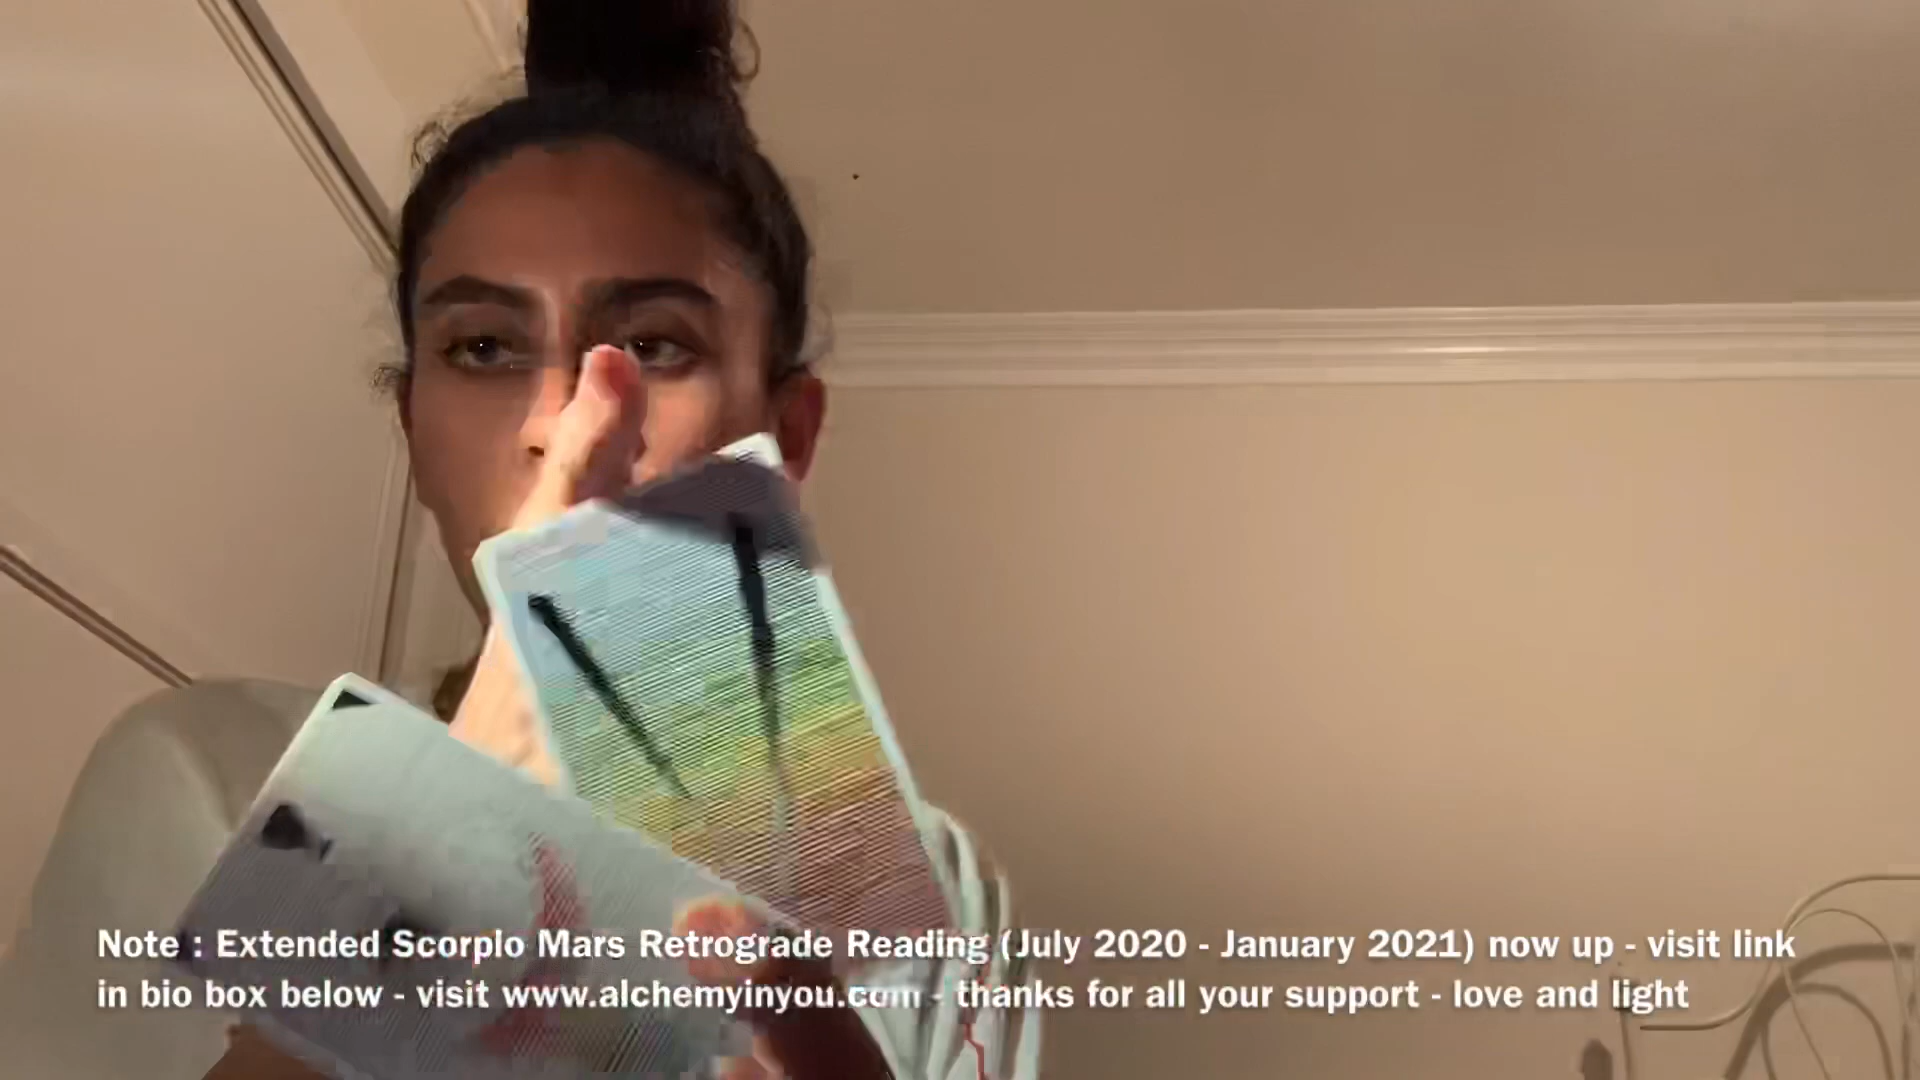 Note : Extended Scorpio Mars Retrograde Reading (July 2020 - January 2021) now up - visit link
in bio box below - visit www.alchemyinyou.com - thanks for all your support - love and light